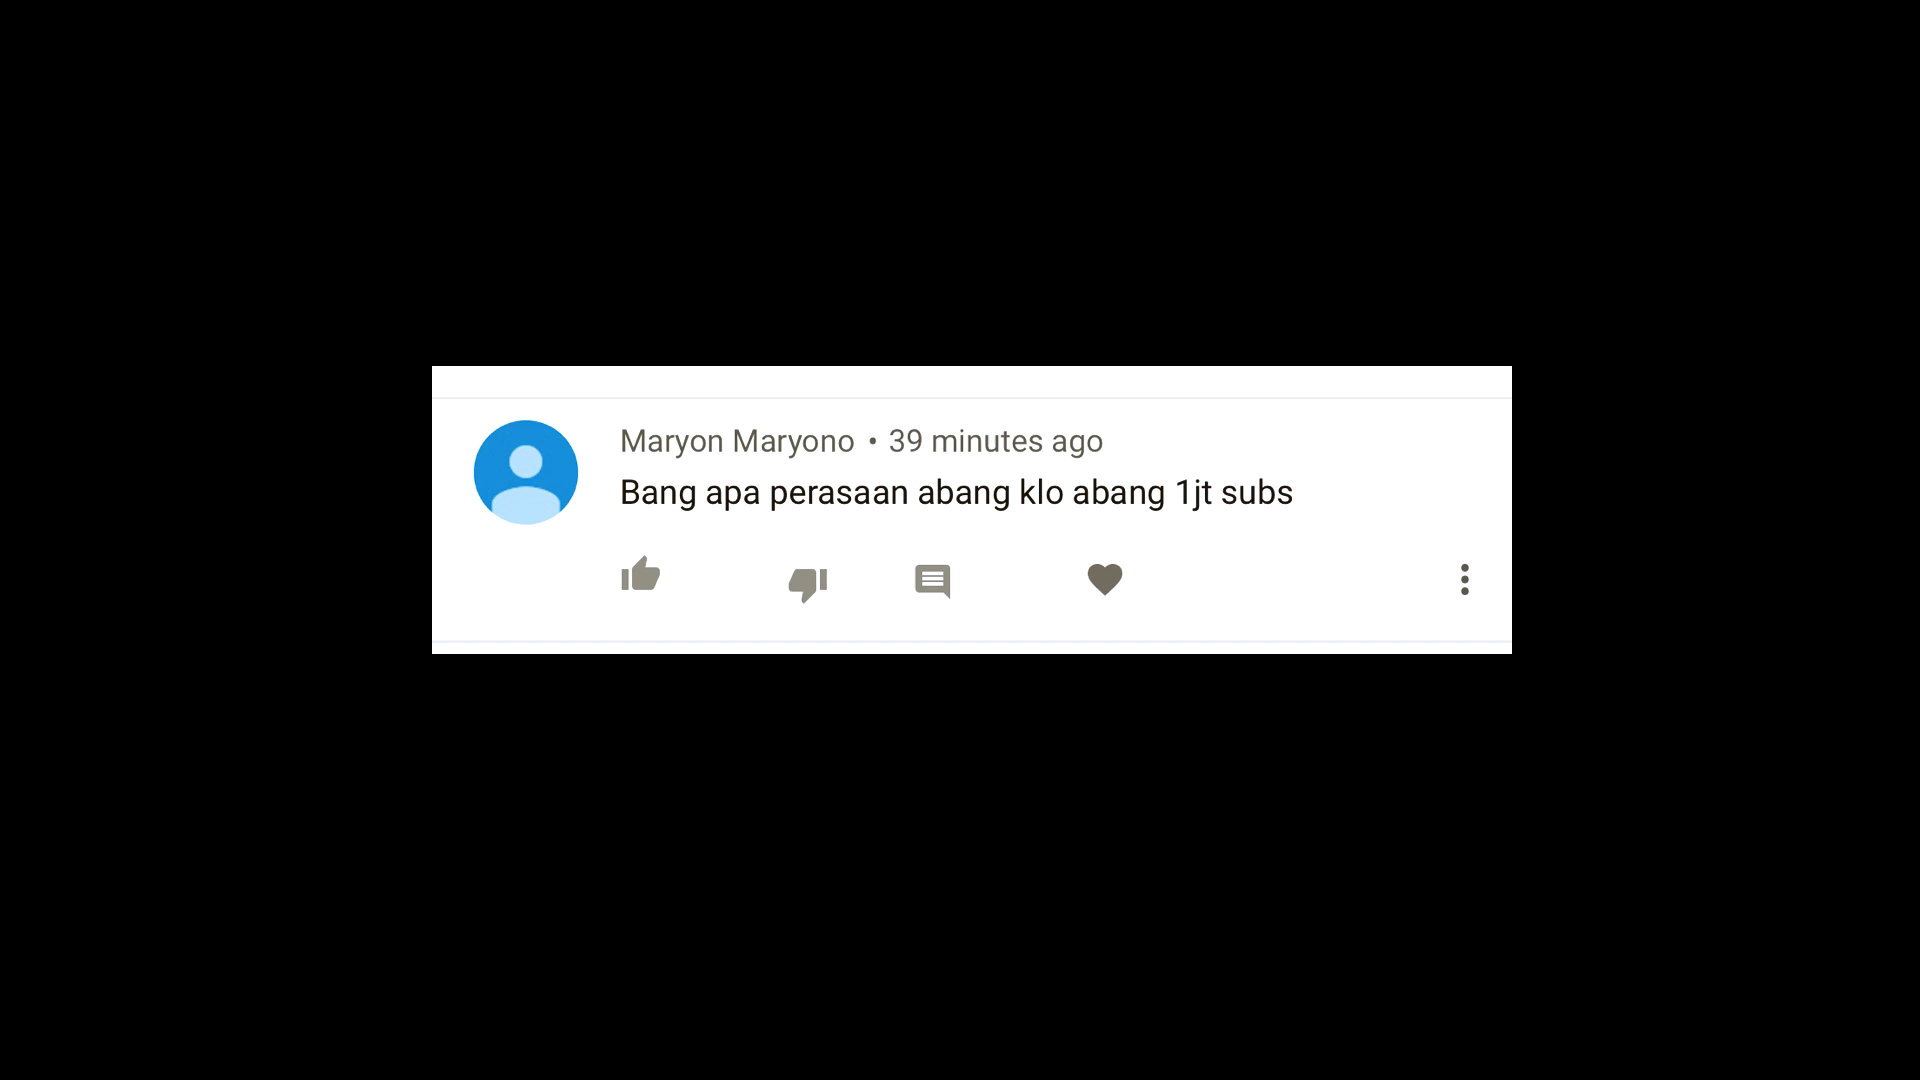 Maryon Maryono • 39 minutes ago
Bang apa perasaan abang klo abang 1jt subs